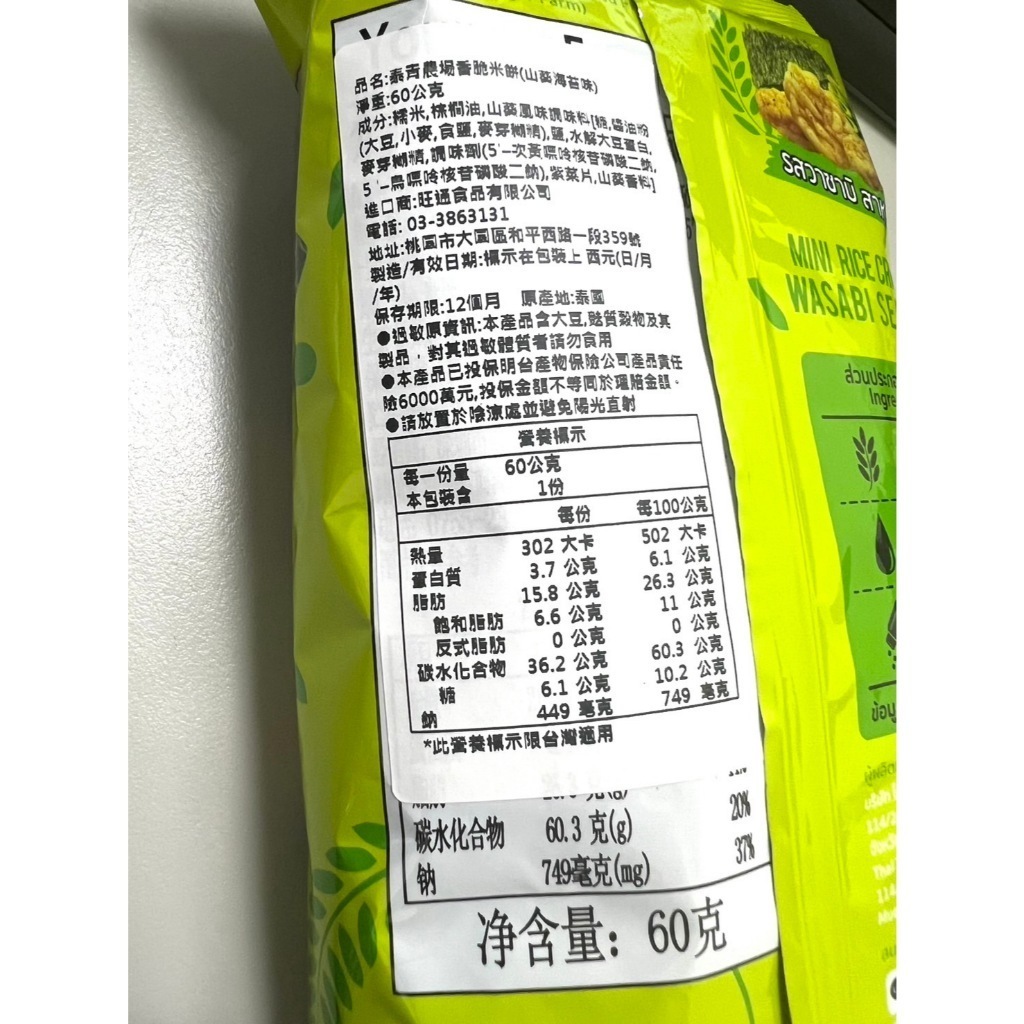 Farm)
品名:泰青農場香脆米餅(山葵海苔味)
淨重:60公克
成分:糯米,棕櫚油,山葵風味調味料[糖,醬油粉
(大豆,小麥,食鹽,麥芽糊精),鹽,水解大豆蛋白,
麥芽糊精,調味劑(5'-次黃嘌呤核苷磷酸二鈉,
5'-鳥嘌呤核苷磷酸二鈉),紫菜片,山葵香料]
進口商:旺通食品有限公司
電話: 03-3863131
地址:桃園市大園區和平西路一段359號
製造/有效日期:標示在包裝上 西元(日/月
/年)
保存期限:12個月 原產地:泰國
●過敏原資訊:本產品含大豆,麩質穀物及其
製品，對其過敏體質者請勿食用
●本產品已投保明台產物保險公司產品責任
險6000萬元,投保金額不等同於理賠金額。
●請放置於陰涼處並避免陽光直射
營養標示
每一份量 60公克
本包裝含 1份
每份 每100公克
熱量 302 大卡 502 大卡
蛋白質 3.7 公克 6.1 公克
脂肪 15.8 公克 26.3 公克
飽和脂肪 6.6 公克 11 公克
反式脂肪 0 公克 0 公克
碳水化合物 36.2 公克 60.3 公克
糖 6.1 公克 10.2 公克
鈉 449 毫克 749 毫克
*此營養標示限台灣適用
碳水化合物 60.3 克(g) 20%
钠 749毫克(mg) 37%
净含量: 60克
รสวาซาบิ
MINI RICE
WASABI